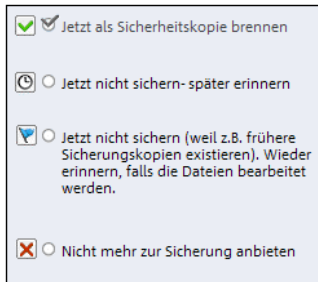 Jetzt als Sicherheitskopie brennen
Jetzt nicht sichern- später erinnern
Jetzt nicht sichern (weil z.B. frühere
Sicherungskopien existieren). Wieder
erinnern, falls die Dateien bearbeitet
werden.
Nicht mehr zur Sicherung anbieten